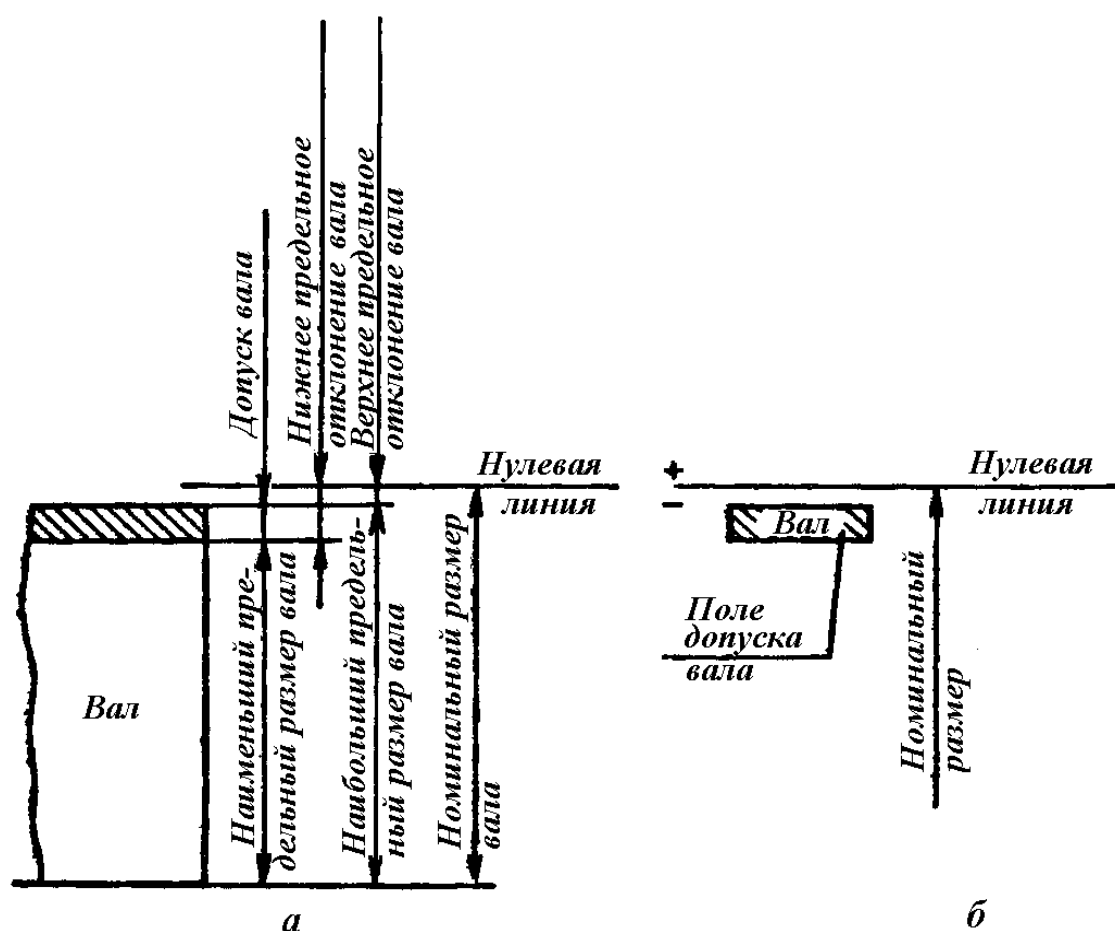 Допуск вала
Нижнее предельное
отклонение вала
Верхнее предельное
отклонение вала
Нулевая
линия
Наименьший пре-
дельный размер вала
Наибольший предель-
ный размер вала
Номинальный размер
вала
Вал
а
+
−
Нулевая
линия
Вал
Поле
допуска
вала
Номинальный
размер
б